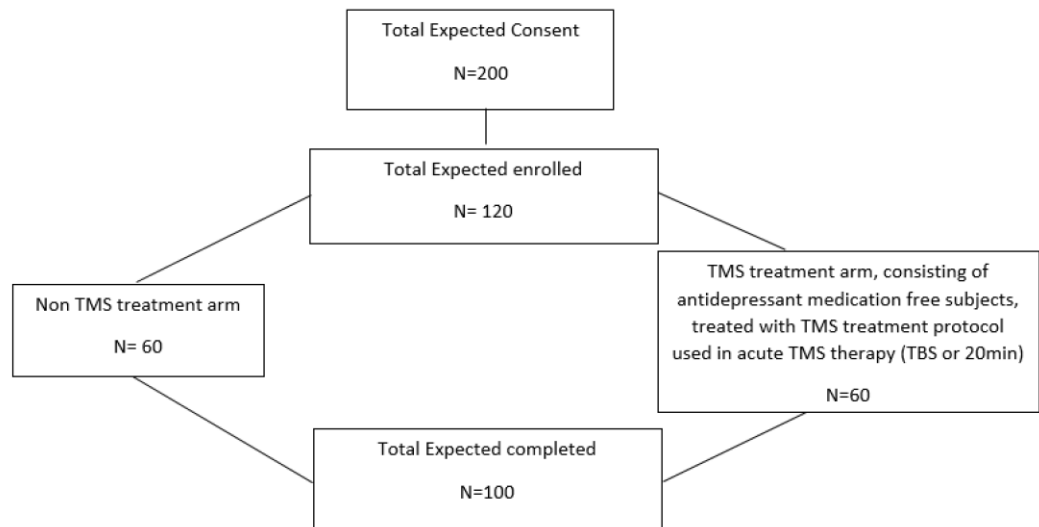 Total Expected Consent
N=200
Total Expected enrolled
N= 120
Non TMS treatment arm
N= 60
TMS treatment arm, consisting of
antidepressant medication free subjects,
treated with TMS treatment protocol
used in acute TMS therapy (TBS or 20min)
N=60
Total Expected completed
N=100